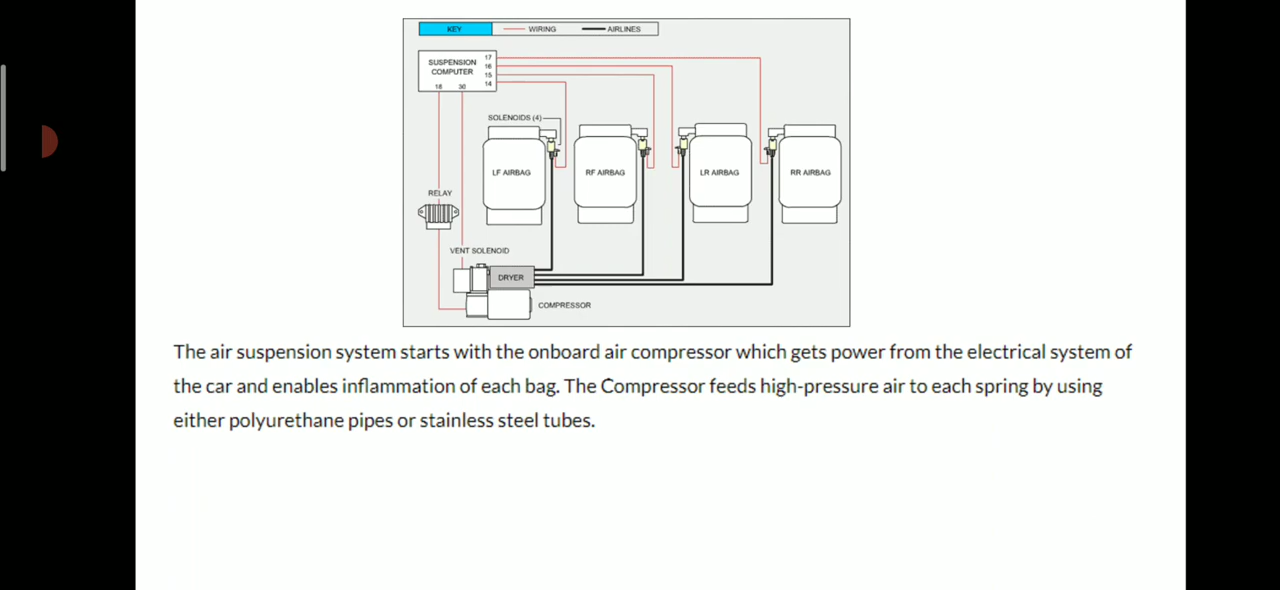 KEY WIRING AIRLINES
SUSPENSION COMPUTER
17
16
15
14
18 30
SOLENOIDS (4)
LF AIRBAG RF AIRBAG LR AIRBAG RR AIRBAG
RELAY
VENT SOLENOID
DRYER
COMPRESSOR
The air suspension system starts with the onboard air compressor which gets power from the electrical system of
the car and enables inflammation of each bag. The Compressor feeds high-pressure air to each spring by using
either polyurethane pipes or stainless steel tubes.